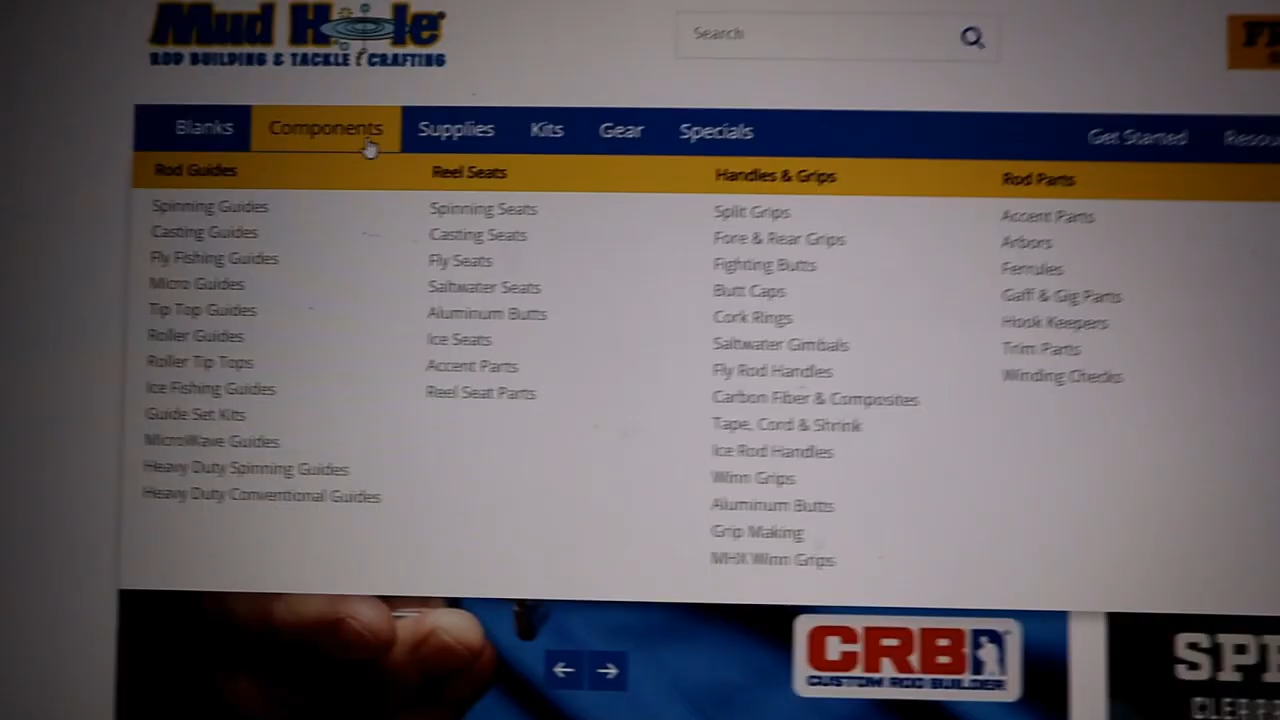 Mud Hole
ROD BUILDING & TACKLE CRAFTING
Search
Blanks
Components
Supplies
Kits
Gear
Specials
Get Started
Rod Guides
Spinning Guides
Casting Guides
Fly Fishing Guides
Micro Guides
Tip Top Guides
Roller Guides
Roller Tip Tops
Ice Fishing Guides
Guide Set Kits
MicroWave Guides
Heavy Duty Spinning Guides
Heavy Duty Conventional Guides
Reel Seats
Spinning Seats
Casting Seats
Fly Seats
Saltwater Seats
Aluminum Butts
Ice Seats
Accent Parts
Reel Seat Parts
Handles & Grips
Split Grips
Fore & Rear Grips
Fighting Butts
Butt Caps
Cork Rings
Saltwater Gimbals
Fly Rod Handles
Carbon Fiber & Composites
Tape, Cord & Shrink
Ice Rod Handles
Winn Grips
Aluminum Butts
Grip Making
MHX Winn Grips
Rod Parts
Accent Parts
Arbors
Ferrules
Gaff & Gig Parts
Hook Keepers
Trim Parts
Winding Checks
CRB
CUSTOM ROD BUILDER